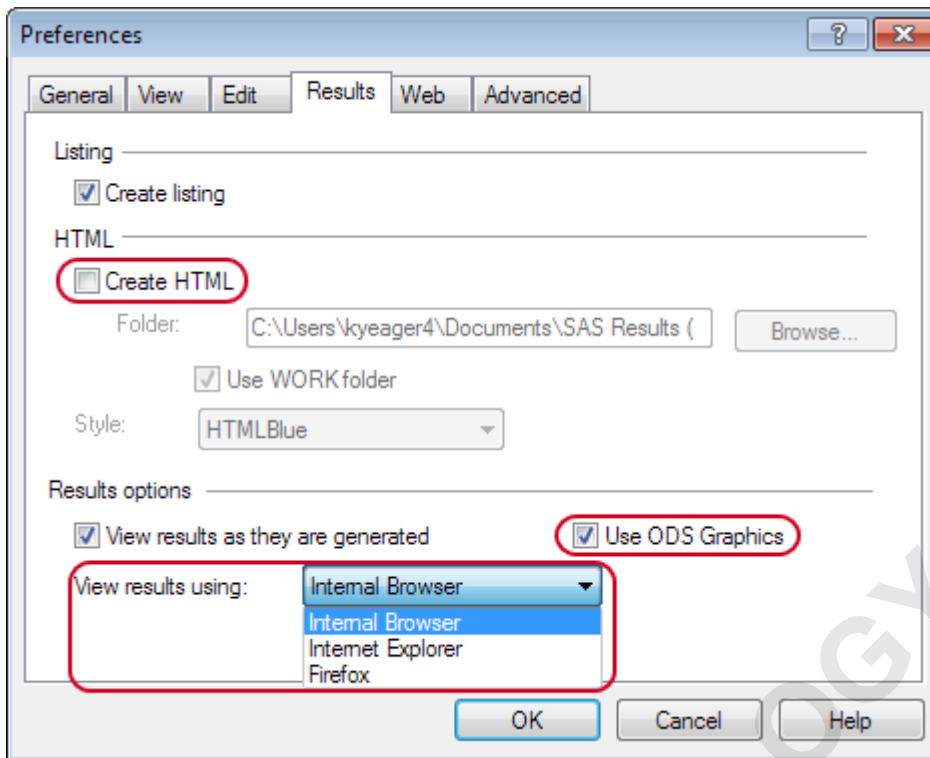 Preferences
General View Edit Results Web Advanced
Listing
Create listing
HTML
Create HTML
Folder: C:\Users\kyeager4\Documents\SAS Results ( Browse...
Use WORK folder
Style: HTMLBlue
Results options
View results as they are generated Use ODS Graphics
View results using: Internal Browser
Internal Browser
Internet Explorer
Firefox
OK Cancel Help
OGY